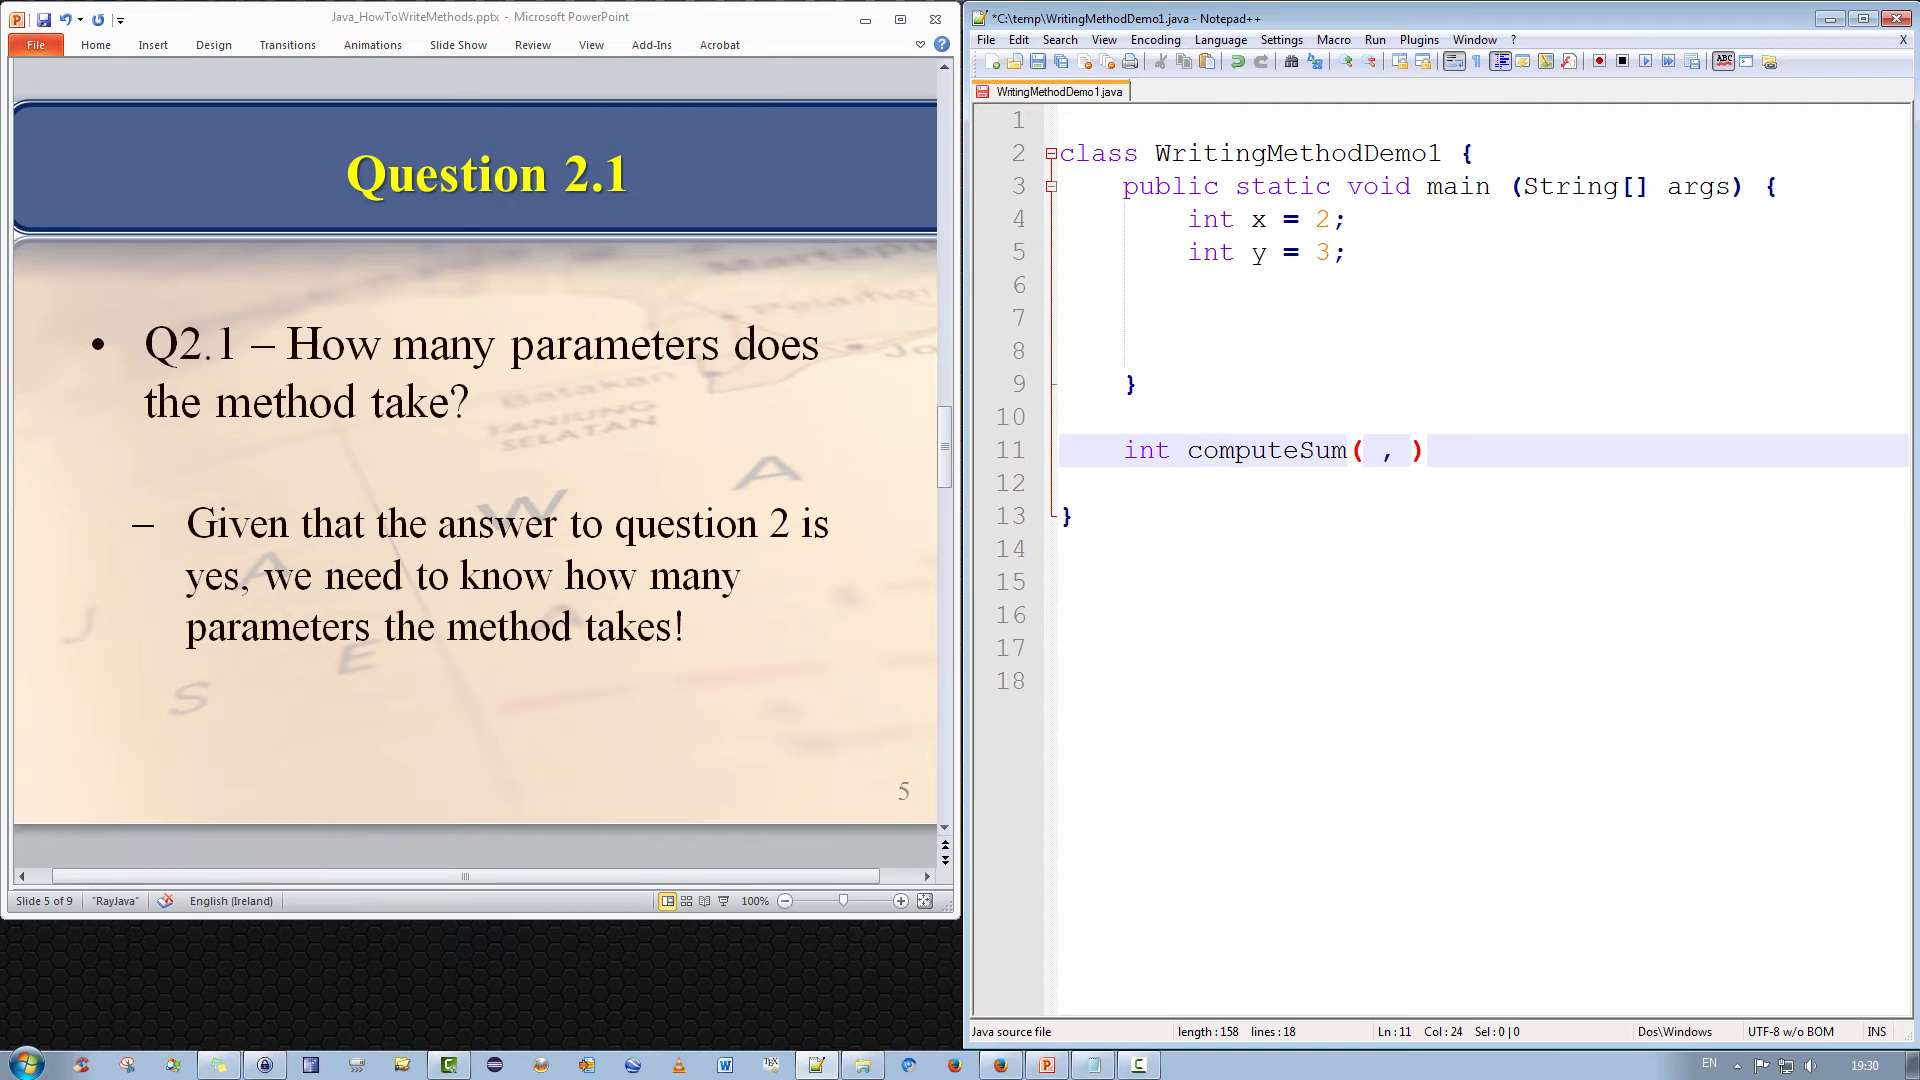 Java_HowToWriteMethods.pptx - Microsoft PowerPoint
File Home Insert Design Transitions Animations Slide Show Review View Add-Ins Acrobat
Question 2.1
• Q2.1 – How many parameters does
the method take?
– Given that the answer to question 2 is
yes, we need to know how many
parameters the method takes!
5
Slide 5 of 9 "RayJava" English (Ireland) 100%
*C:\temp\WritingMethodDemo1.java - Notepad++
File Edit Search View Encoding Language Settings Macro Run Plugins Window ? X
WritingMethodDemo1.java
1
2 class WritingMethodDemo1 {
3 public static void main (String[] args) {
4 int x = 2;
5 int y = 3;
6
7
8
9 }
10
11 int computeSum( , )
12
13 }
14
15
16
17
18
Java source file length : 158 lines : 18 Ln : 11 Col : 24 Sel : 0 | 0 Dos\Windows UTF-8 w/o BOM INS
EN 19:30